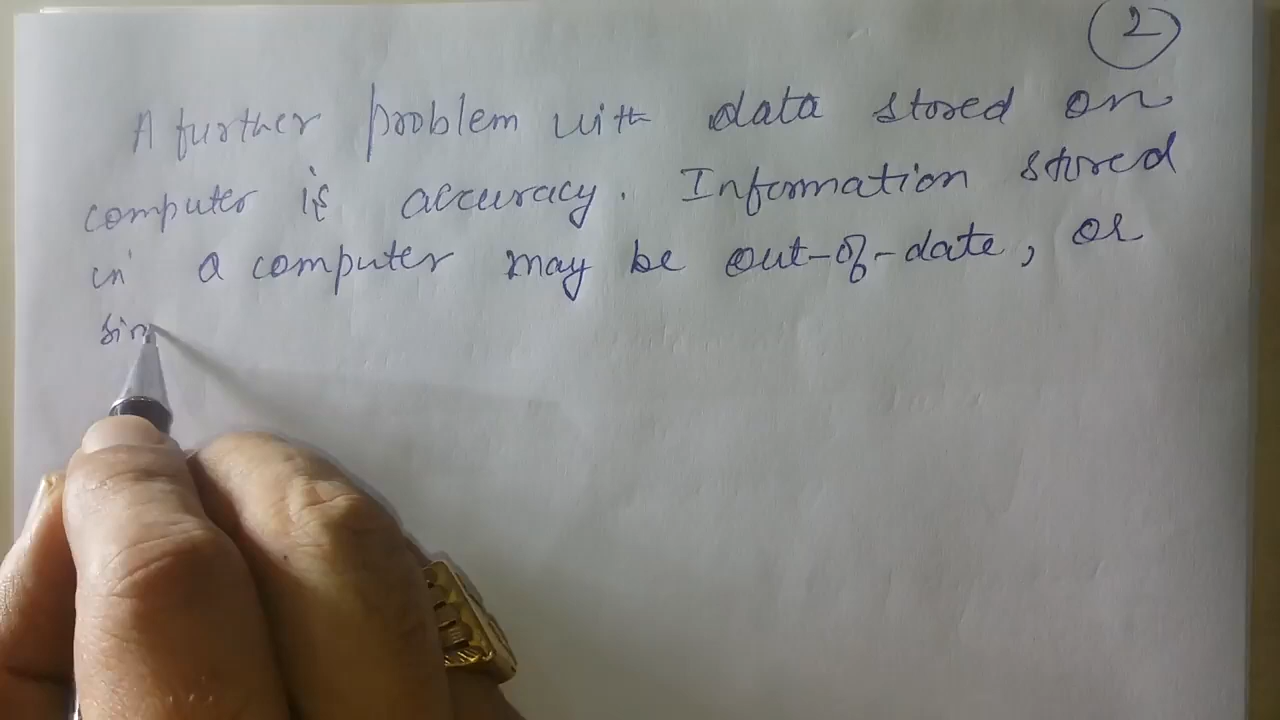 2
A further problem with data stored on
computer is accuracy. Information stored
in a computer may be out-of-date, or
sim